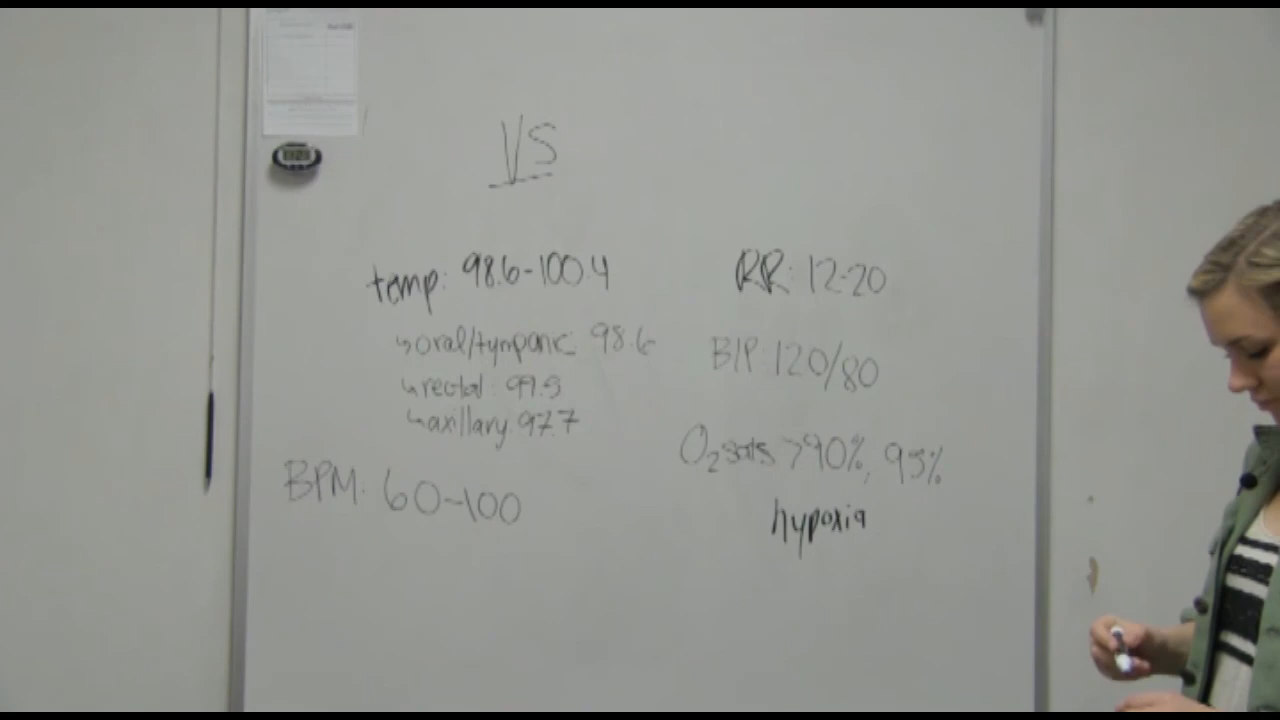 VS
temp: 98.6-100.4
↳oral/tympanic: 98.6
↳rectal: 99.5
↳axillary: 97.7
BPM: 60-100
RR: 12-20
B/P: 120/80
O₂ sats >90%, 95%
hypoxia